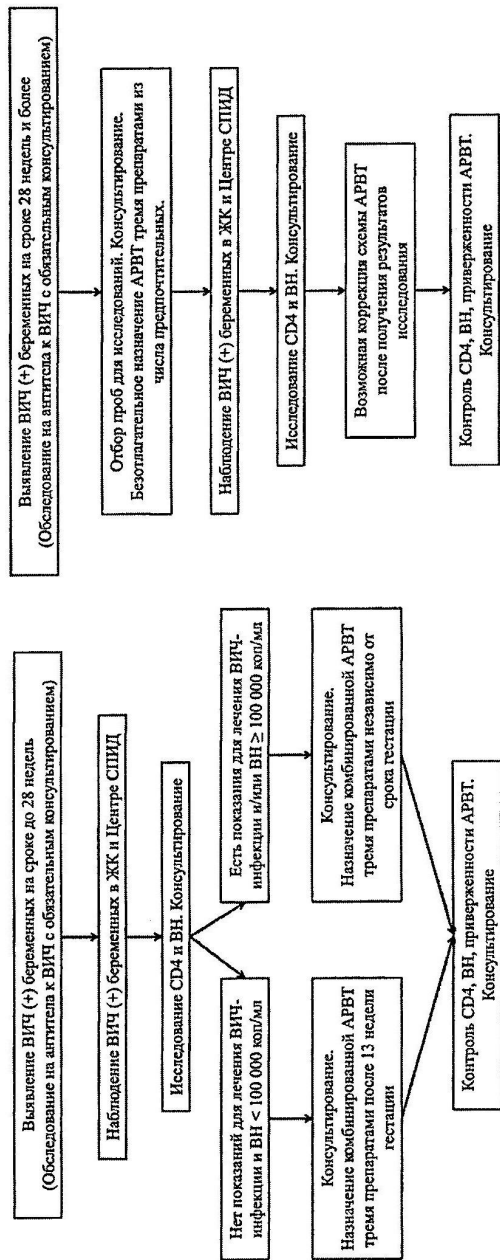 Выявление ВИЧ (+) беременных на сроке до 28 недель
(Обследование на антитела к ВИЧ с обязательным консультированием)
Наблюдение ВИЧ (+) беременных в ЖК и Центре СПИД
Исследование CD4 и ВН. Консультирование
Нет показаний для лечения ВИЧ-
инфекции и ВН < 100 000 коп/мл
Консультирование.
Назначение комбинированной АРВТ
тремя препаратами после 13 недели
гестации
Есть показания для лечения ВИЧ-
инфекции и/или ВН ≥ 100 000 коп/мл
Консультирование.
Назначение комбинированной АРВТ
тремя препаратами независимо от
срока гестации
Контроль CD4, ВН, приверженности АРВТ.
Консультирование
Выявление ВИЧ (+) беременных на сроке 28 недель и более
(Обследование на антитела к ВИЧ с обязательным консультированием)
Отбор проб для исследований. Консультирование.
Безотлагательное назначение АРВТ тремя препаратами из
числа предпочтительных.
Наблюдение ВИЧ (+) беременных в ЖК и Центре СПИД
Исследование CD4 и ВН. Консультирование
Возможная коррекция схемы АРВТ
после получения результатов
исследования
Контроль CD4, ВН, приверженности АРВТ.
Консультирование